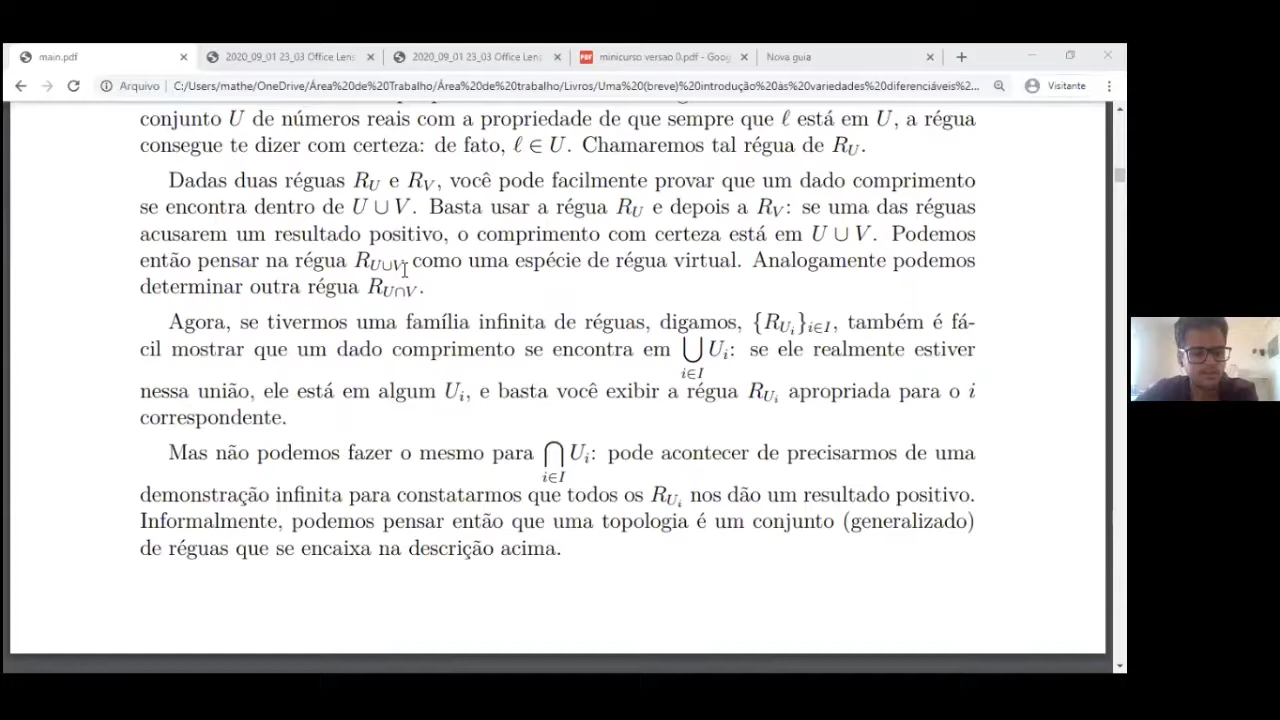 main.pdf
2020_09_01 23_03 Office Lens
2020_09_01 23_03 Office Lens
minicurso versao 0.pdf - Goog
Nova guia
Arquivo
C:/Users/mathe/OneDrive/Área%20de%20Trabalho/Área%20de%20trabalho/Livros/Uma%20(breve)%20introdução%20às%20variedades%20diferenciáveis%...
Visitante
conjunto U de números reais com a propriedade de que sempre que ℓ está em U, a régua
consegue te dizer com certeza: de fato, ℓ ∈ U. Chamaremos tal régua de R_U.
Dadas duas réguas R_U e R_V, você pode facilmente provar que um dado comprimento
se encontra dentro de U ∪ V. Basta usar a régua R_U e depois a R_V: se uma das réguas
acusarem um resultado positivo, o comprimento com certeza está em U ∪ V. Podemos
então pensar na régua R_{U∪V} como uma espécie de régua virtual. Analogamente podemos
determinar outra régua R_{U∩V}.
Agora, se tivermos uma família infinita de réguas, digamos, {R_{U_i}}_{i∈I}, também é fá-
cil mostrar que um dado comprimento se encontra em ⋃_{i∈I} U_i: se ele realmente estiver
nessa união, ele está em algum U_i, e basta você exibir a régua R_{U_i} apropriada para o i
correspondente.
Mas não podemos fazer o mesmo para ⋂_{i∈I} U_i: pode acontecer de precisarmos de uma
demonstração infinita para constatarmos que todos os R_{U_i} nos dão um resultado positivo.
Informalmente, podemos pensar então que uma topologia é um conjunto (generalizado)
de réguas que se encaixa na descrição acima.